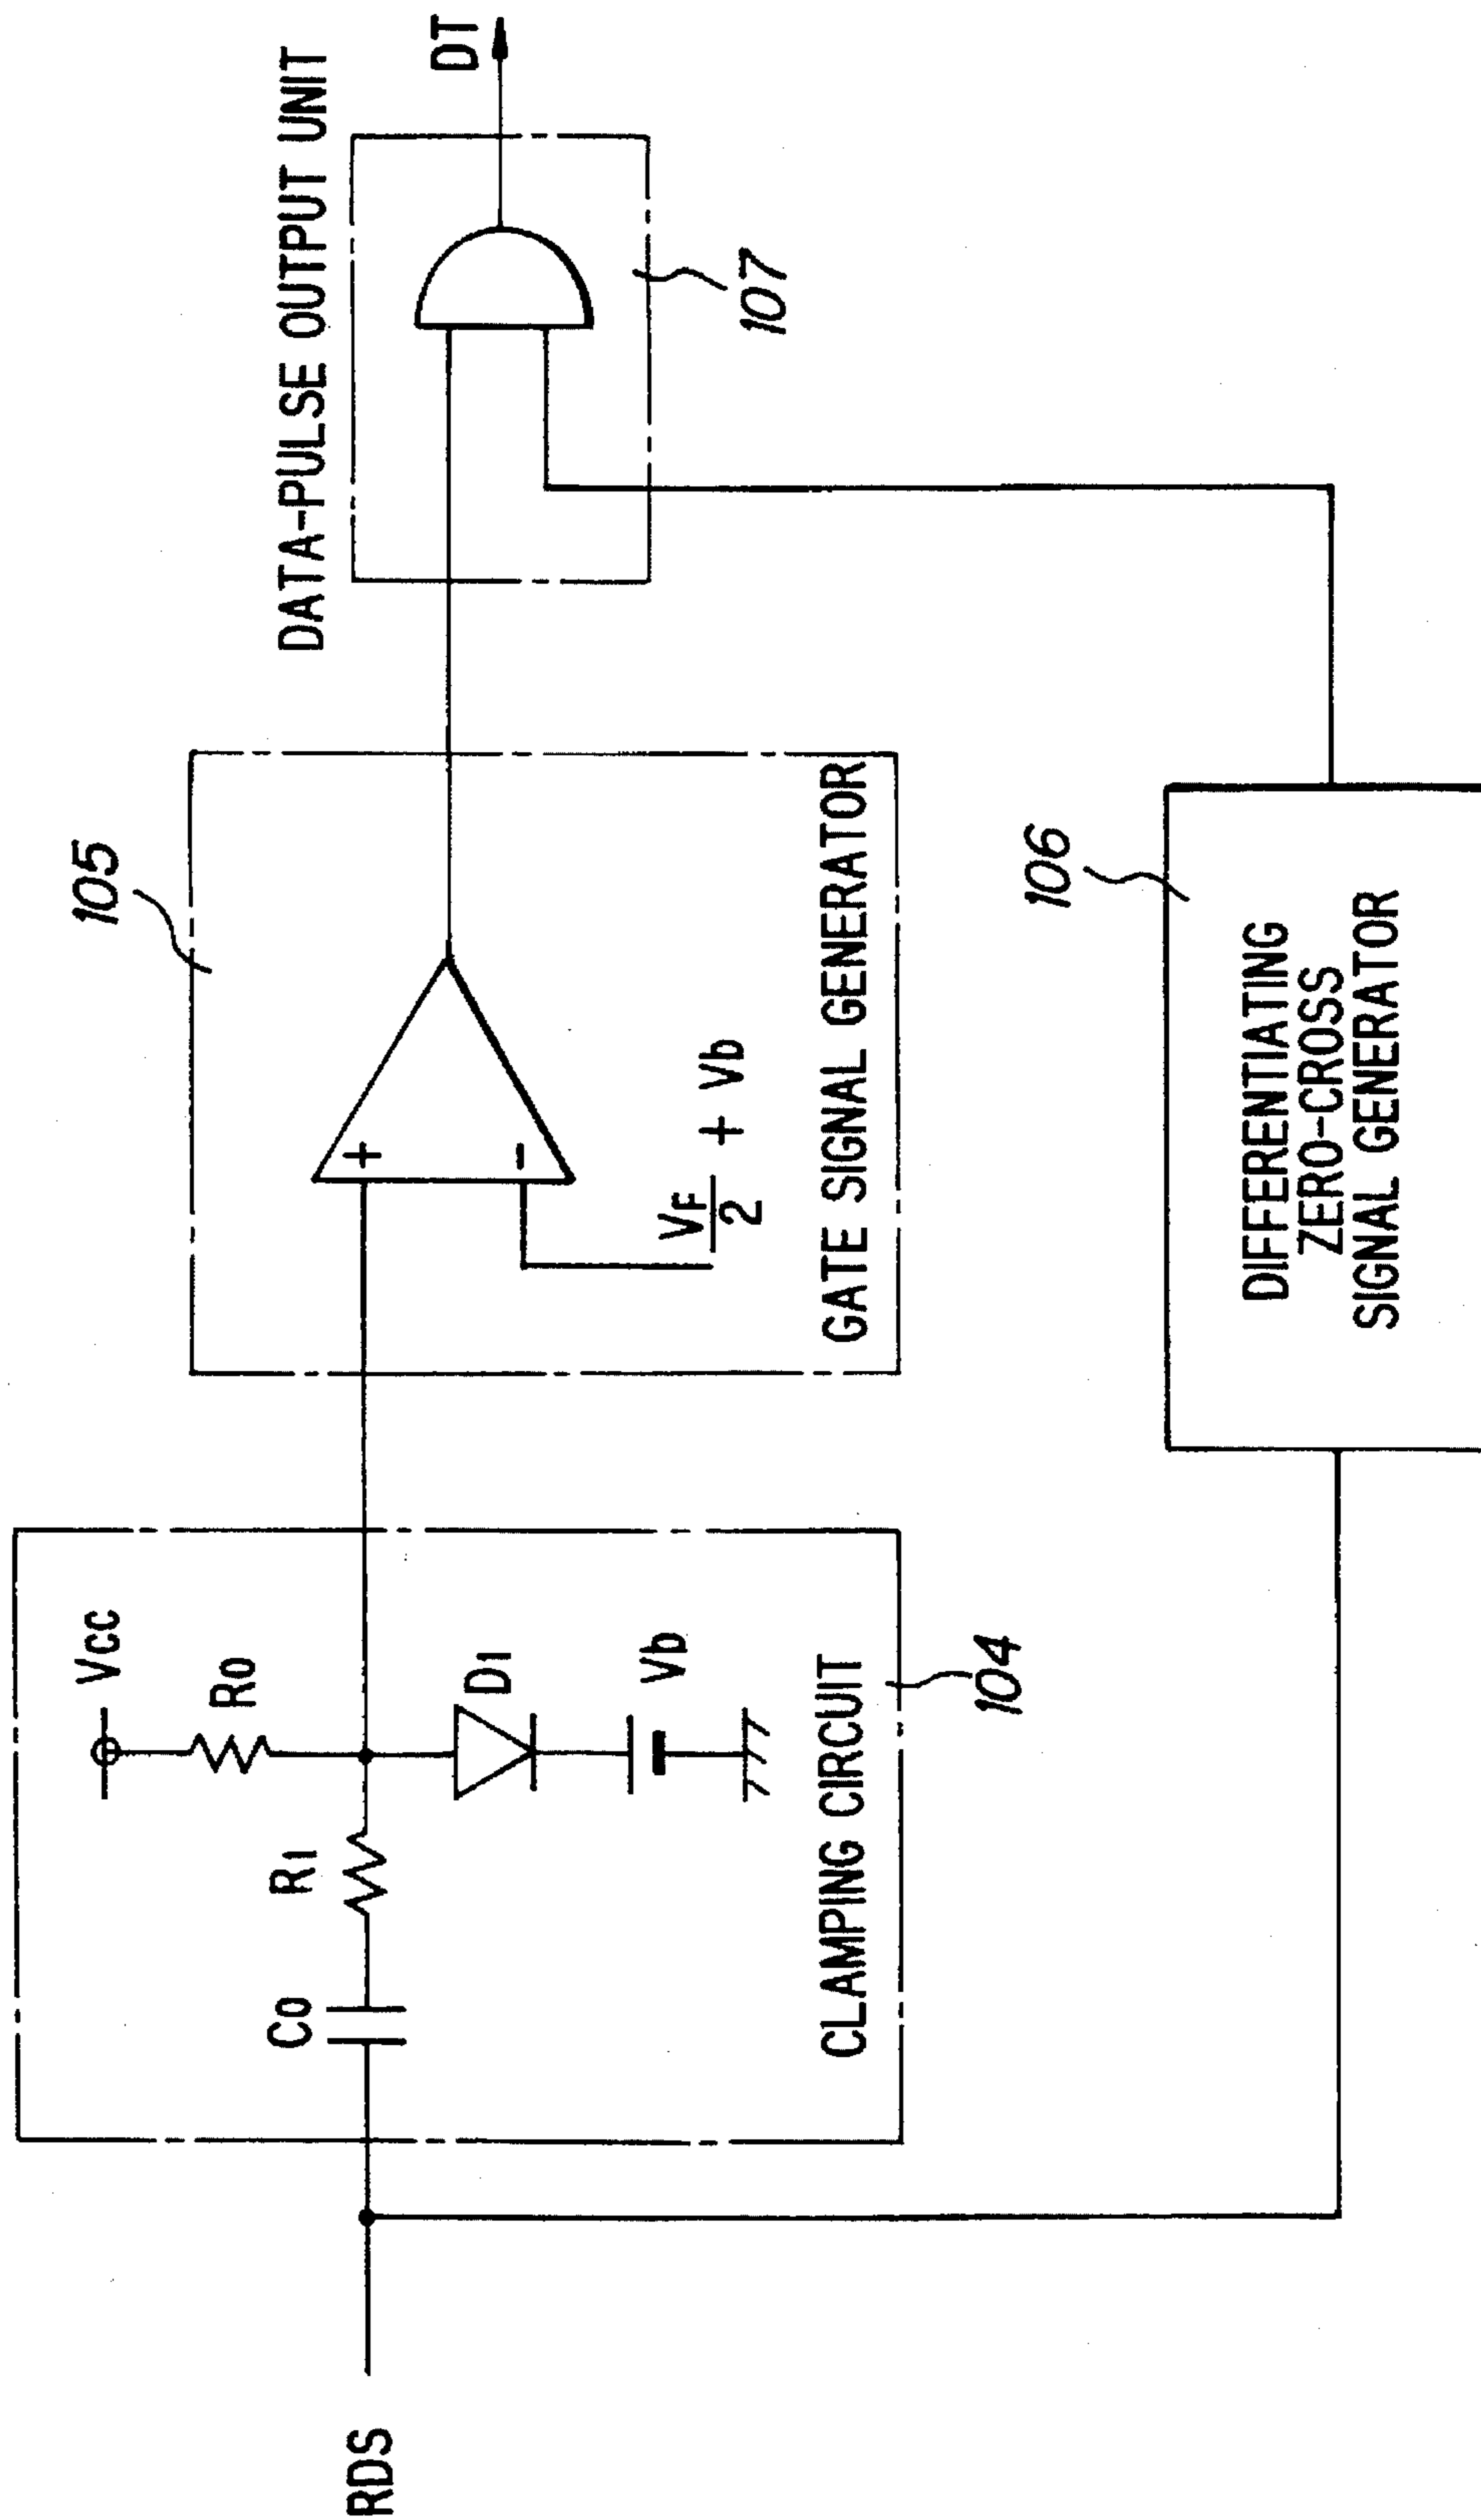 DATA-PULSE OUTPUT UNIT
DT
107
105
+
-
VF/2 + Vb
GATE SIGNAL GENERATOR
106
DIFFERENTIATING
ZERO-CROSS
SIGNAL GENERATOR
Vcc
R0
R1
C0
D1
Vb
CLAMPING CIRCUIT
104
RDS